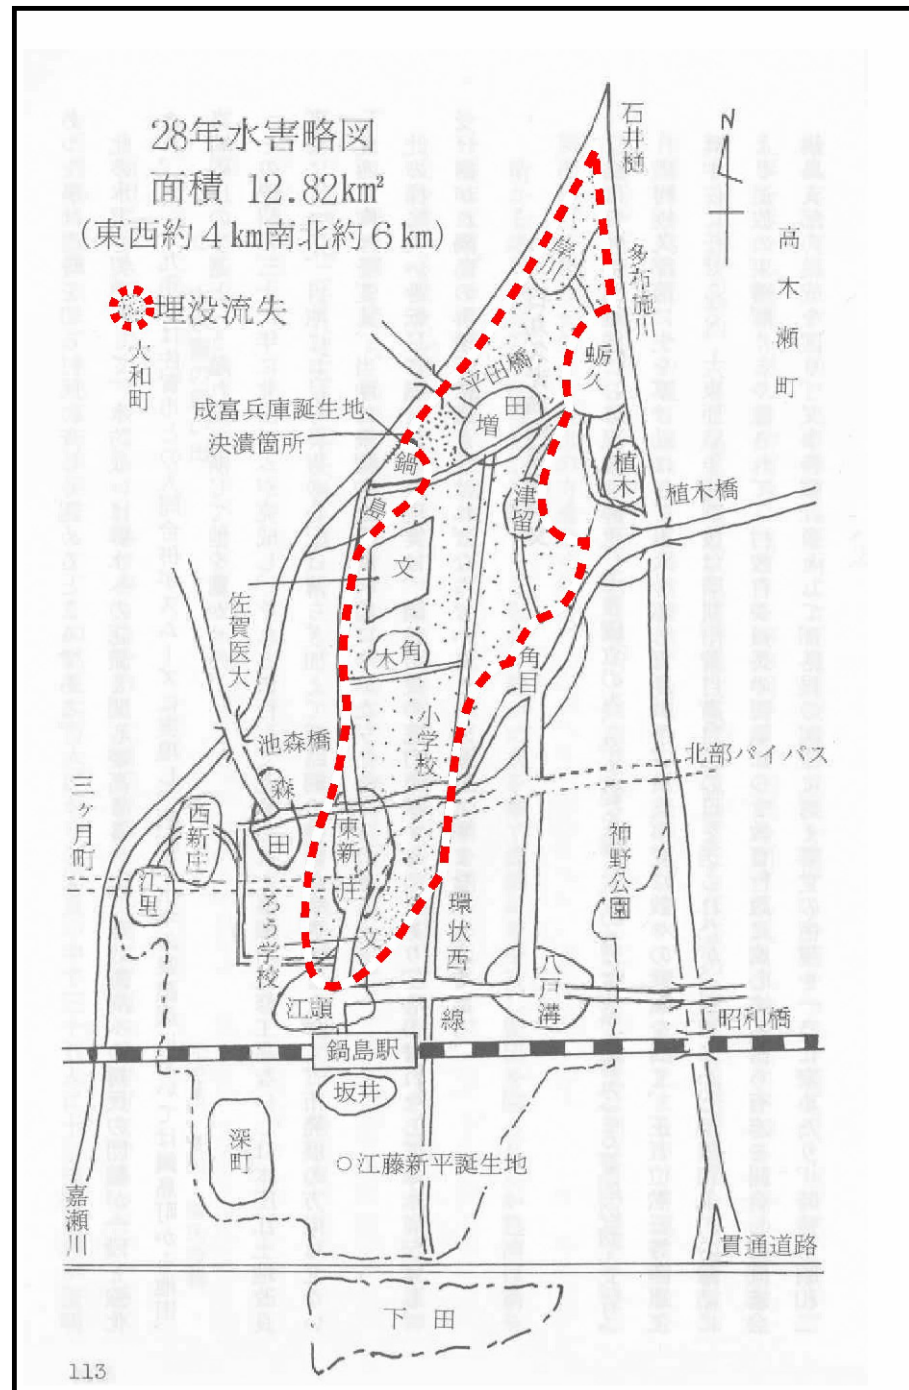 28年水害略図
面積 12.82km²
(東西約4km南北約6km)
埋没流失
大和町
成富兵庫誕生地
決潰箇所
石井樋
N
高木瀬町
多布施川
岸川
平田橋
蛎久
増田
鍋島
植木
植木橋
津留
文
佐賀医大
木角
角目
小学校
池森橋
北部バイパス
三ヶ月町
森田
西新庄
東新庄
江里
神野公園
ろう学校
文
環状西線
八戸溝
江頭
昭和橋
鍋島駅
坂井
深町
江藤新平誕生地
嘉瀬川
貫通道路
下田
113